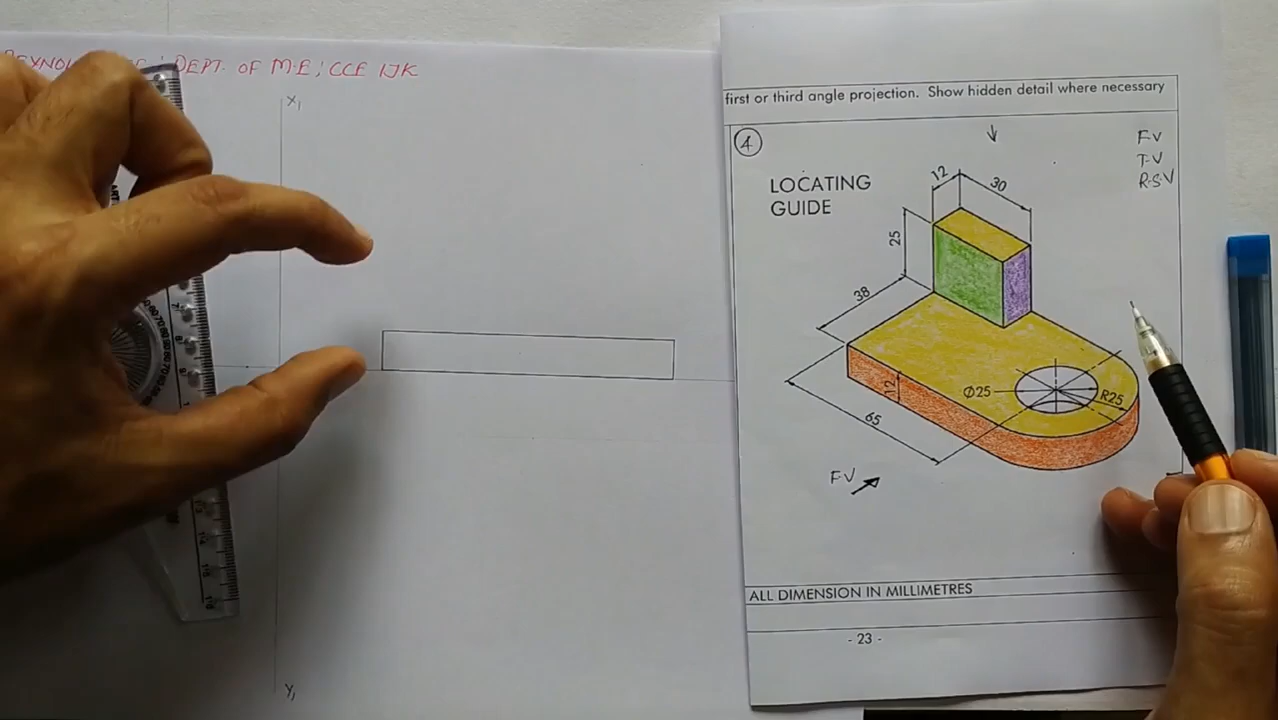 DEPT. OF M.E; CCE IJK
X1
Y1
first or third angle projection. Show hidden detail where necessary
4
LOCATING
GUIDE
FV
T.V
R.S.V
12
30
25
38
12
Ø25
R25
65
FV
ALL DIMENSION IN MILLIMETRES
- 23 -